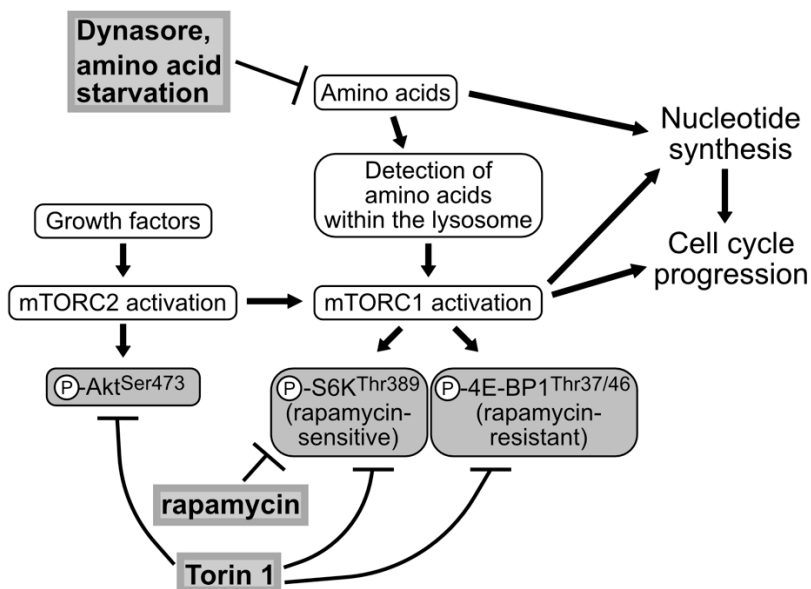 Dynasore,
amino acid
starvation
Amino acids
Nucleotide
synthesis
Detection of
amino acids
within the lysosome
Growth factors
Cell cycle
progression
mTORC2 activation
mTORC1 activation
P-AktSer473
P-S6KThr389
(rapamycin-
sensitive)
P-4E-BP1Thr37/46
(rapamycin-
resistant)
rapamycin
Torin 1